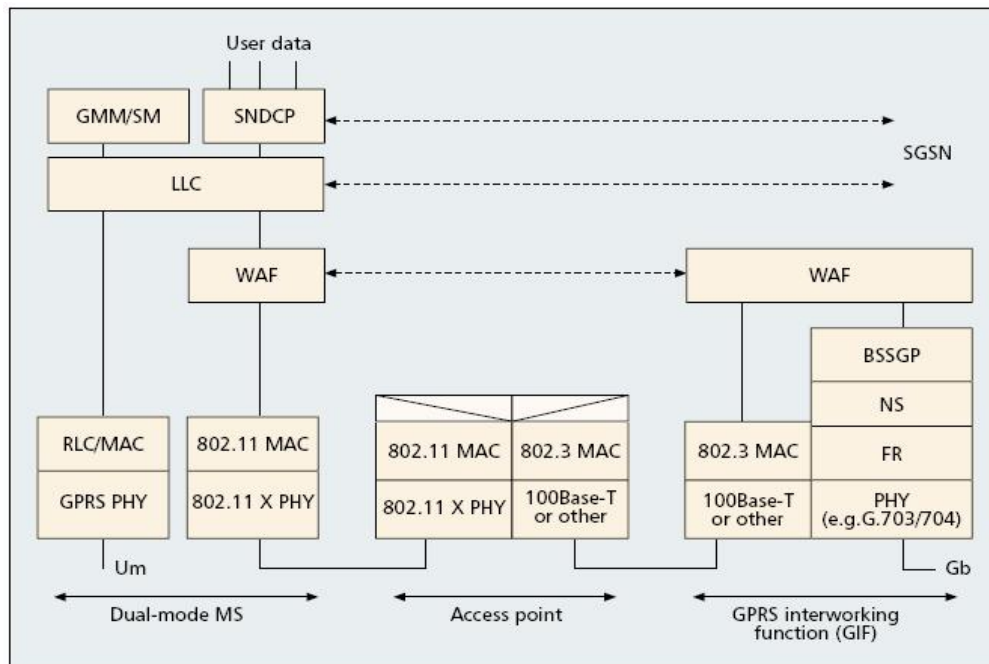 User data
GMM/SM
SNDCP
SGSN
LLC
WAF
WAF
BSSGP
NS
RLC/MAC
802.11 MAC
802.11 MAC
802.3 MAC
802.3 MAC
FR
GPRS PHY
802.11 X PHY
802.11 X PHY
100Base-T
or other
100Base-T
or other
PHY
(e.g.G.703/704)
Um
Gb
Dual-mode MS
Access point
GPRS interworking
function (GIF)